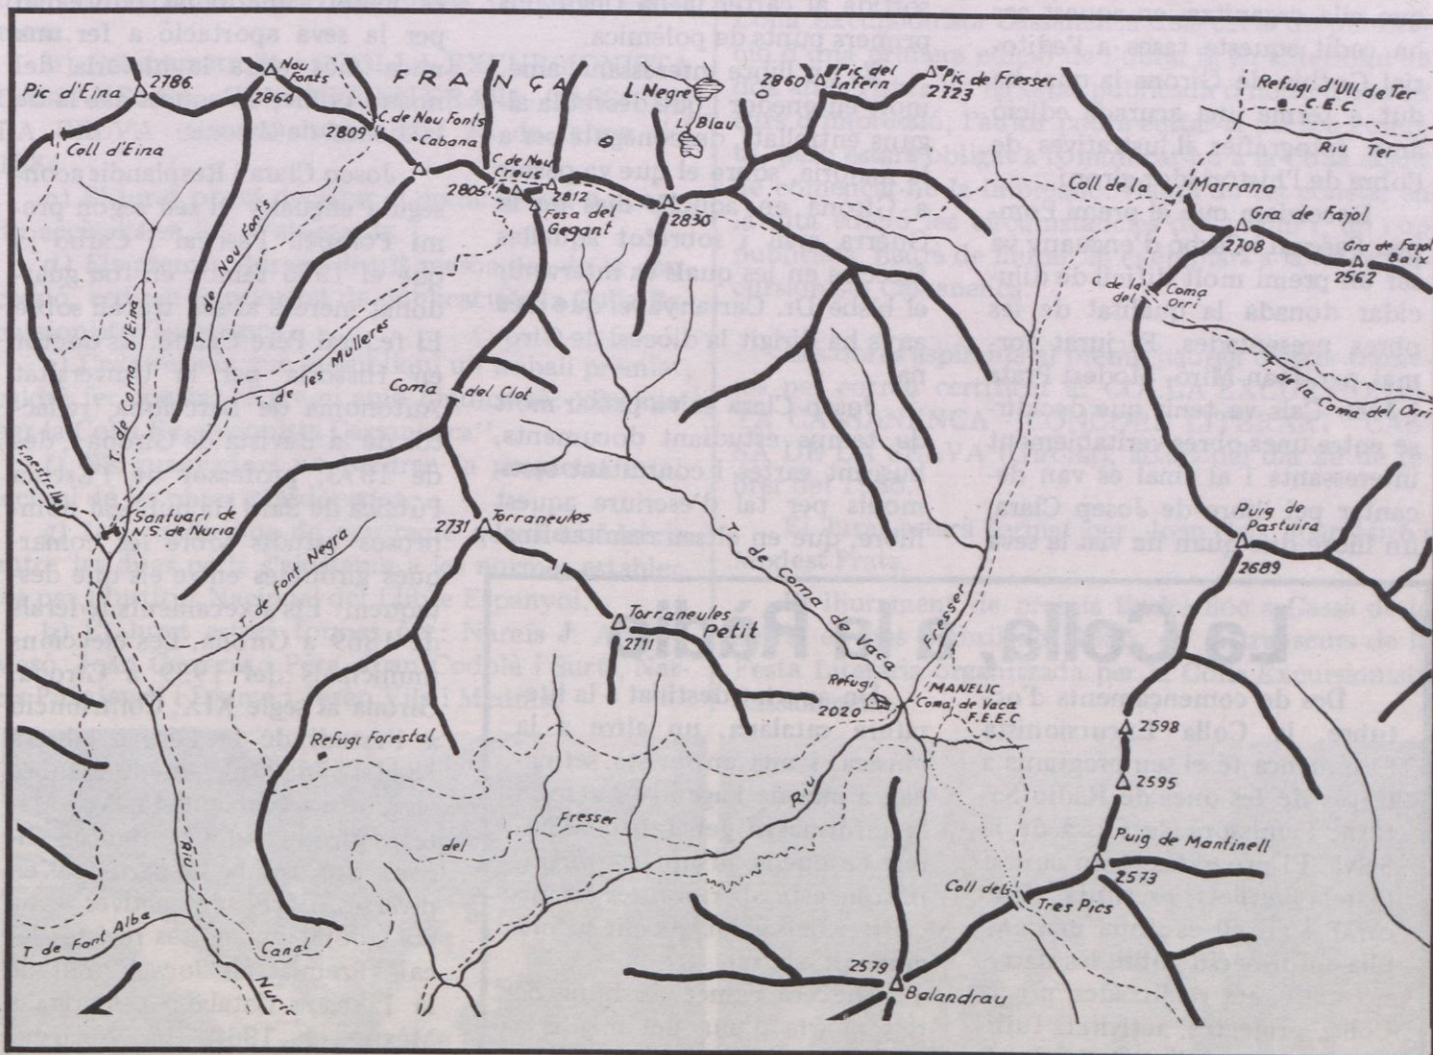 Pic d'Eina
2786
Nou
Fonts
2864
FRANÇA
L. Negre
2860
Pic del
Infern
Pic de Fresser
2723
Refugi d'Ull de Ter
C.E.C.
Riu Ter
Coll d'Eina
2809
C. de Nou Fonts
Cabana
L. Blau
C. de Nou
Creus
2805
2812
Fosa del
Gegant
2830
Coll de la Marrana
Gra de Fajol
2708
Gra de Fajol
Baix
2562
de la
del
Coma
Orri
T. de Nou Fonts
T. de Coma d'Eina
T. de les Mulleres
Coma del Clot
de la Coma del Orri
Santuari de
N.S. de Nuria
2731
Torraneules
Puig de
Pastuira
2689
T. de Font Negra
T. de Coma de Vaca
Fresser
Torraneules
Petit
2711
Refugi
2020
MANELIC
Coma de Vaca
F.E.E.C
2598
2595
Refugi Forestal
Riu
del
Fresser
Riu
Puig de Mantinell
2573
Coll dels
Tres Pics
T. de Font Alba
Canal
Nuria
2579
Balandrau